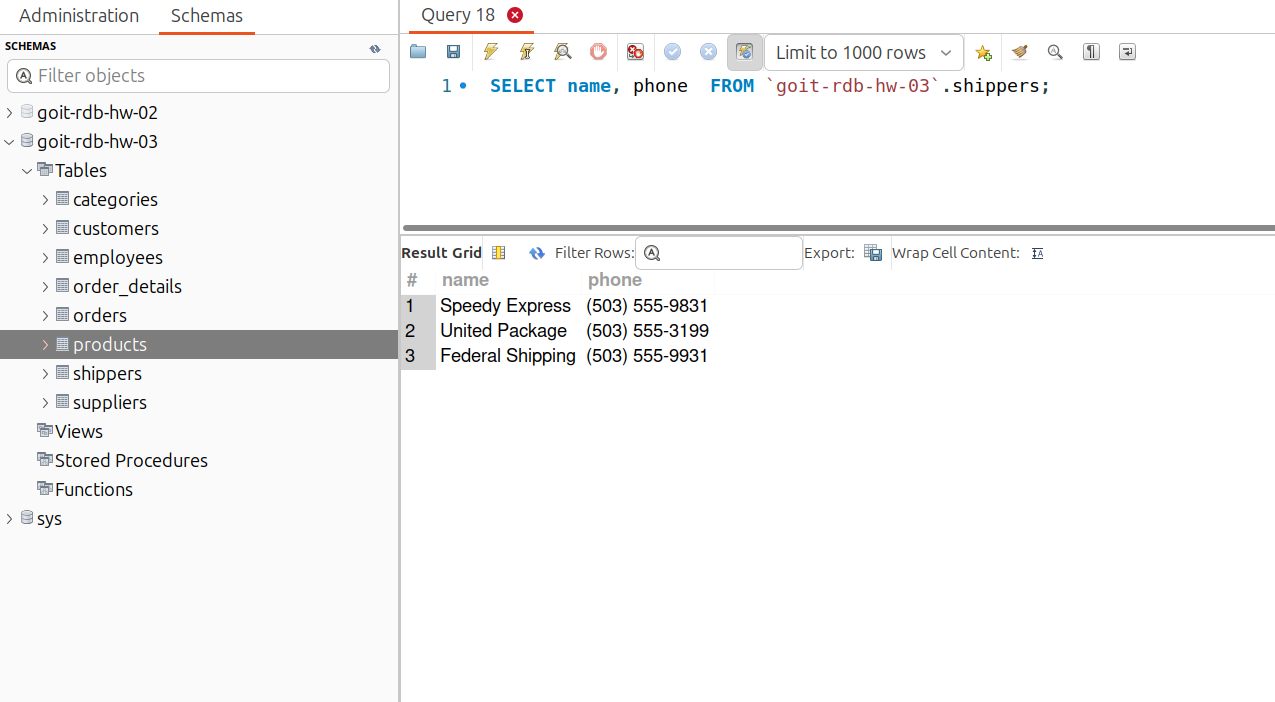 Administration Schemas
SCHEMAS
Filter objects
goit-rdb-hw-02
goit-rdb-hw-03
Tables
categories
customers
employees
order_details
orders
products
shippers
suppliers
Views
Stored Procedures
Functions
sys
Query 18
Limit to 1000 rows
1 SELECT name, phone FROM `goit-rdb-hw-03`.shippers;
Result Grid Filter Rows: Export: Wrap Cell Content:
# name phone
1 Speedy Express (503) 555-9831
2 United Package (503) 555-3199
3 Federal Shipping (503) 555-9931